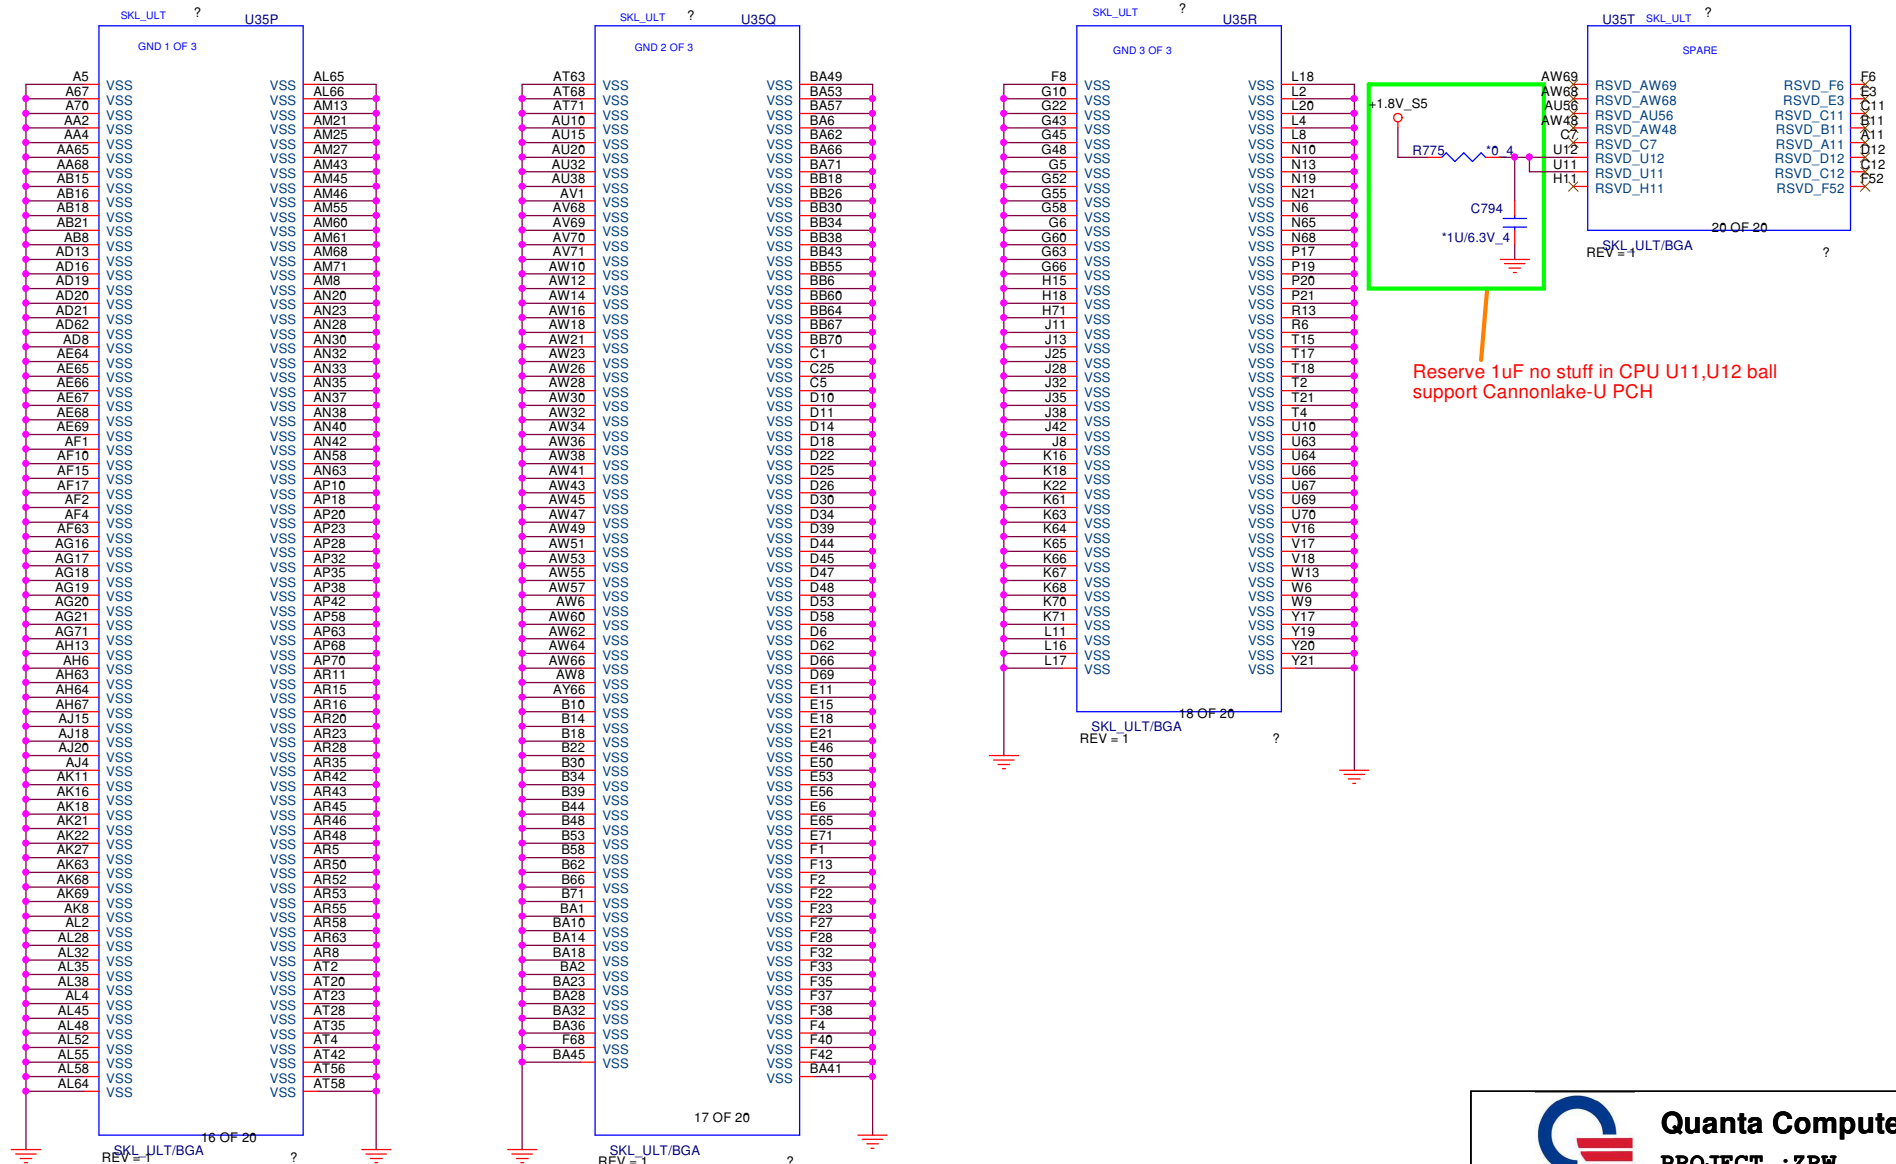 SKL_ULT ? U35P
GND 1 OF 3
A5 VSS VSS AL65
A67 VSS VSS AL66
A70 VSS VSS AM13
AA2 VSS VSS AM21
AA4 VSS VSS AM25
AA65 VSS VSS AM27
AA68 VSS VSS AM43
AB15 VSS VSS AM45
AB16 VSS VSS AM46
AB18 VSS VSS AM55
AB21 VSS VSS AM60
AB8 VSS VSS AM61
AD13 VSS VSS AM68
AD16 VSS VSS AM71
AD19 VSS VSS AM8
AD20 VSS VSS AN20
AD21 VSS VSS AN23
AD62 VSS VSS AN28
AD8 VSS VSS AN30
AE64 VSS VSS AN32
AE65 VSS VSS AN33
AE66 VSS VSS AN35
AE67 VSS VSS AN37
AE68 VSS VSS AN38
AE69 VSS VSS AN40
AF1 VSS VSS AN42
AF10 VSS VSS AN58
AF15 VSS VSS AN63
AF17 VSS VSS AP10
AF2 VSS VSS AP18
AF4 VSS VSS AP20
AF63 VSS VSS AP23
AG16 VSS VSS AP28
AG17 VSS VSS AP32
AG18 VSS VSS AP35
AG19 VSS VSS AP38
AG20 VSS VSS AP42
AG21 VSS VSS AP58
AG71 VSS VSS AP63
AH13 VSS VSS AP68
AH6 VSS VSS AP70
AH63 VSS VSS AR11
AH64 VSS VSS AR15
AH67 VSS VSS AR16
AJ15 VSS VSS AR20
AJ18 VSS VSS AR23
AJ20 VSS VSS AR28
AJ4 VSS VSS AR35
AK11 VSS VSS AR42
AK16 VSS VSS AR43
AK18 VSS VSS AR45
AK21 VSS VSS AR46
AK22 VSS VSS AR48
AK27 VSS VSS AR5
AK63 VSS VSS AR50
AK68 VSS VSS AR52
AK69 VSS VSS AR53
AK8 VSS VSS AR55
AL2 VSS VSS AR58
AL28 VSS VSS AR63
AL32 VSS VSS AR8
AL35 VSS VSS AT2
AL38 VSS VSS AT20
AL4 VSS VSS AT23
AL45 VSS VSS AT28
AL48 VSS VSS AT35
AL52 VSS VSS AT4
AL55 VSS VSS AT42
AL58 VSS VSS AT56
AL64 VSS VSS AT58
16 OF 20
SKL_ULT/BGA
REV = 1 ?
SKL_ULT ? U35Q
GND 2 OF 3
AT63 VSS VSS BA49
AT68 VSS VSS BA53
AT71 VSS VSS BA57
AU10 VSS VSS BA6
AU15 VSS VSS BA62
AU20 VSS VSS BA66
AU32 VSS VSS BA71
AU38 VSS VSS BB18
AV1 VSS VSS BB26
AV68 VSS VSS BB30
AV69 VSS VSS BB34
AV70 VSS VSS BB38
AV71 VSS VSS BB43
AW10 VSS VSS BB55
AW12 VSS VSS BB6
AW14 VSS VSS BB60
AW16 VSS VSS BB64
AW18 VSS VSS BB67
AW21 VSS VSS BB70
AW23 VSS VSS C1
AW26 VSS VSS C25
AW28 VSS VSS C5
AW30 VSS VSS D10
AW32 VSS VSS D11
AW34 VSS VSS D14
AW36 VSS VSS D18
AW38 VSS VSS D22
AW41 VSS VSS D25
AW43 VSS VSS D26
AW45 VSS VSS D30
AW47 VSS VSS D34
AW49 VSS VSS D39
AW51 VSS VSS D44
AW53 VSS VSS D45
AW55 VSS VSS D47
AW57 VSS VSS D48
AW6 VSS VSS D53
AW60 VSS VSS D58
AW62 VSS VSS D6
AW64 VSS VSS D62
AW66 VSS VSS D66
AW8 VSS VSS D69
AY66 VSS VSS E11
B10 VSS VSS E15
B14 VSS VSS E18
B18 VSS VSS E21
B22 VSS VSS E46
B30 VSS VSS E50
B34 VSS VSS E53
B39 VSS VSS E56
B44 VSS VSS E6
B48 VSS VSS E65
B53 VSS VSS E71
B58 VSS VSS F1
B62 VSS VSS F13
B66 VSS VSS F2
B71 VSS VSS F22
BA1 VSS VSS F23
BA10 VSS VSS F27
BA14 VSS VSS F28
BA18 VSS VSS F32
BA2 VSS VSS F33
BA23 VSS VSS F35
BA28 VSS VSS F37
BA32 VSS VSS F38
BA36 VSS VSS F4
F68 VSS VSS F40
BA45 VSS VSS F42
VSS BA41
17 OF 20
SKL_ULT/BGA
REV = 1 ?
SKL_ULT ? U35R
GND 3 OF 3
F8 VSS VSS L18
G10 VSS VSS L2
G22 VSS VSS L20
G43 VSS VSS L4
G45 VSS VSS L8
G48 VSS VSS N10
G5 VSS VSS N13
G52 VSS VSS N19
G55 VSS VSS N21
G58 VSS VSS N6
G6 VSS VSS N65
G60 VSS VSS N68
G63 VSS VSS P17
G66 VSS VSS P19
H15 VSS VSS P20
H18 VSS VSS P21
H71 VSS VSS R13
J11 VSS VSS R6
J13 VSS VSS T15
J25 VSS VSS T17
J28 VSS VSS T18
J32 VSS VSS T2
J35 VSS VSS T21
J38 VSS VSS T4
J42 VSS VSS U10
J8 VSS VSS U63
K16 VSS VSS U64
K18 VSS VSS U66
K22 VSS VSS U67
K61 VSS VSS U69
K63 VSS VSS U70
K64 VSS VSS V16
K65 VSS VSS V17
K66 VSS VSS V18
K67 VSS VSS W13
K68 VSS VSS W6
K70 VSS VSS W9
K71 VSS VSS Y17
L11 VSS VSS Y19
L16 VSS VSS Y20
L17 VSS VSS Y21
18 OF 20
SKL_ULT/BGA
REV = 1 ?
U35T SKL_ULT ?
SPARE
AW69 RSVD_AW69 RSVD_F6 F6
AW68 RSVD_AW68 RSVD_E3 E3
AU56 RSVD_AU56 RSVD_C11 C11
AW48 RSVD_AW48 RSVD_B11 B11
C7 RSVD_C7 RSVD_A11 A11
U12 RSVD_U12 RSVD_D12 D12
U11 RSVD_U11 RSVD_C12 C12
H11 RSVD_H11 RSVD_F52 F52
20 OF 20
SKL_ULT/BGA
REV = 1 ?
+1.8V_S5
R775 *0_4
C794
*1U/6.3V_4
Reserve 1uF no stuff in CPU U11,U12 ball
support Cannonlake-U PCH
Quanta Compute
PROJECT : ZRW